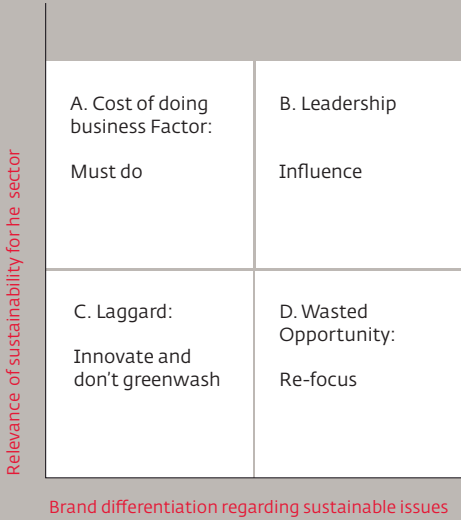 Relevance of sustainability for he sector
A. Cost of doing
business Factor:
Must do
B. Leadership
Influence
C. Laggard:
Innovate and
don't greenwash
D. Wasted
Opportunity:
Re-focus
Brand differentiation regarding sustainable issues